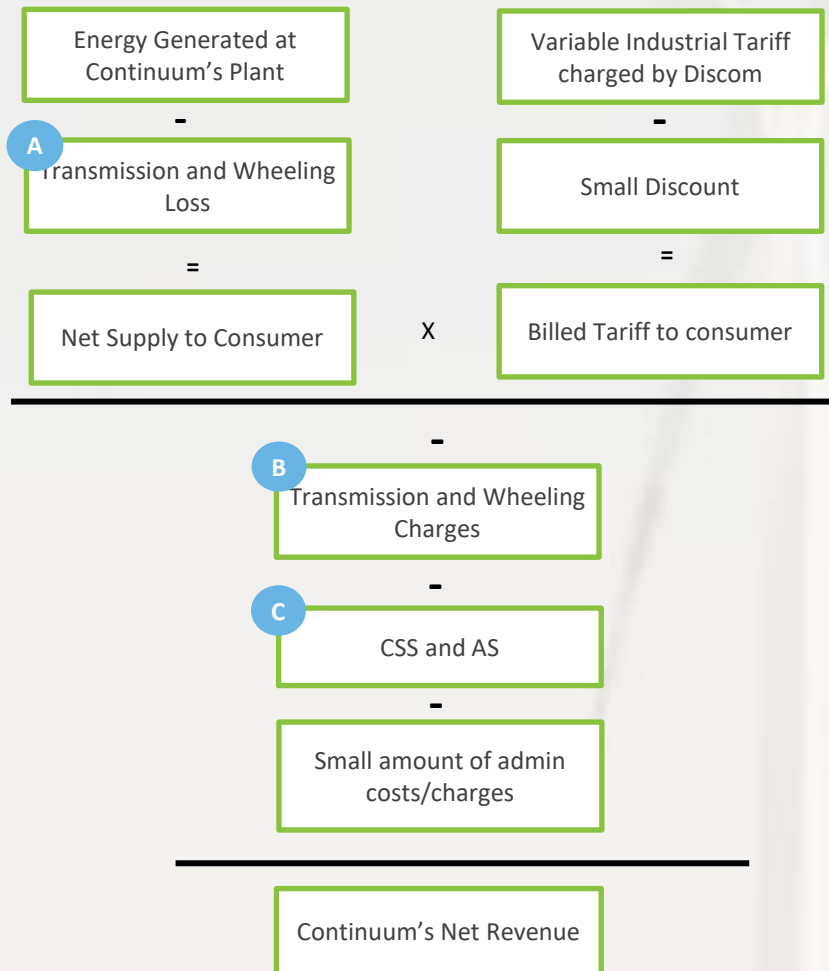 Energy Generated at
Continuum's Plant
-
A
Transmission and Wheeling
Loss
=
Net Supply to Consumer
X
Variable Industrial Tariff
charged by Discom
-
Small Discount
=
Billed Tariff to consumer
-
B
Transmission and Wheeling
Charges
-
C
CSS and AS
-
Small amount of admin
costs/charges
Continuum's Net Revenue